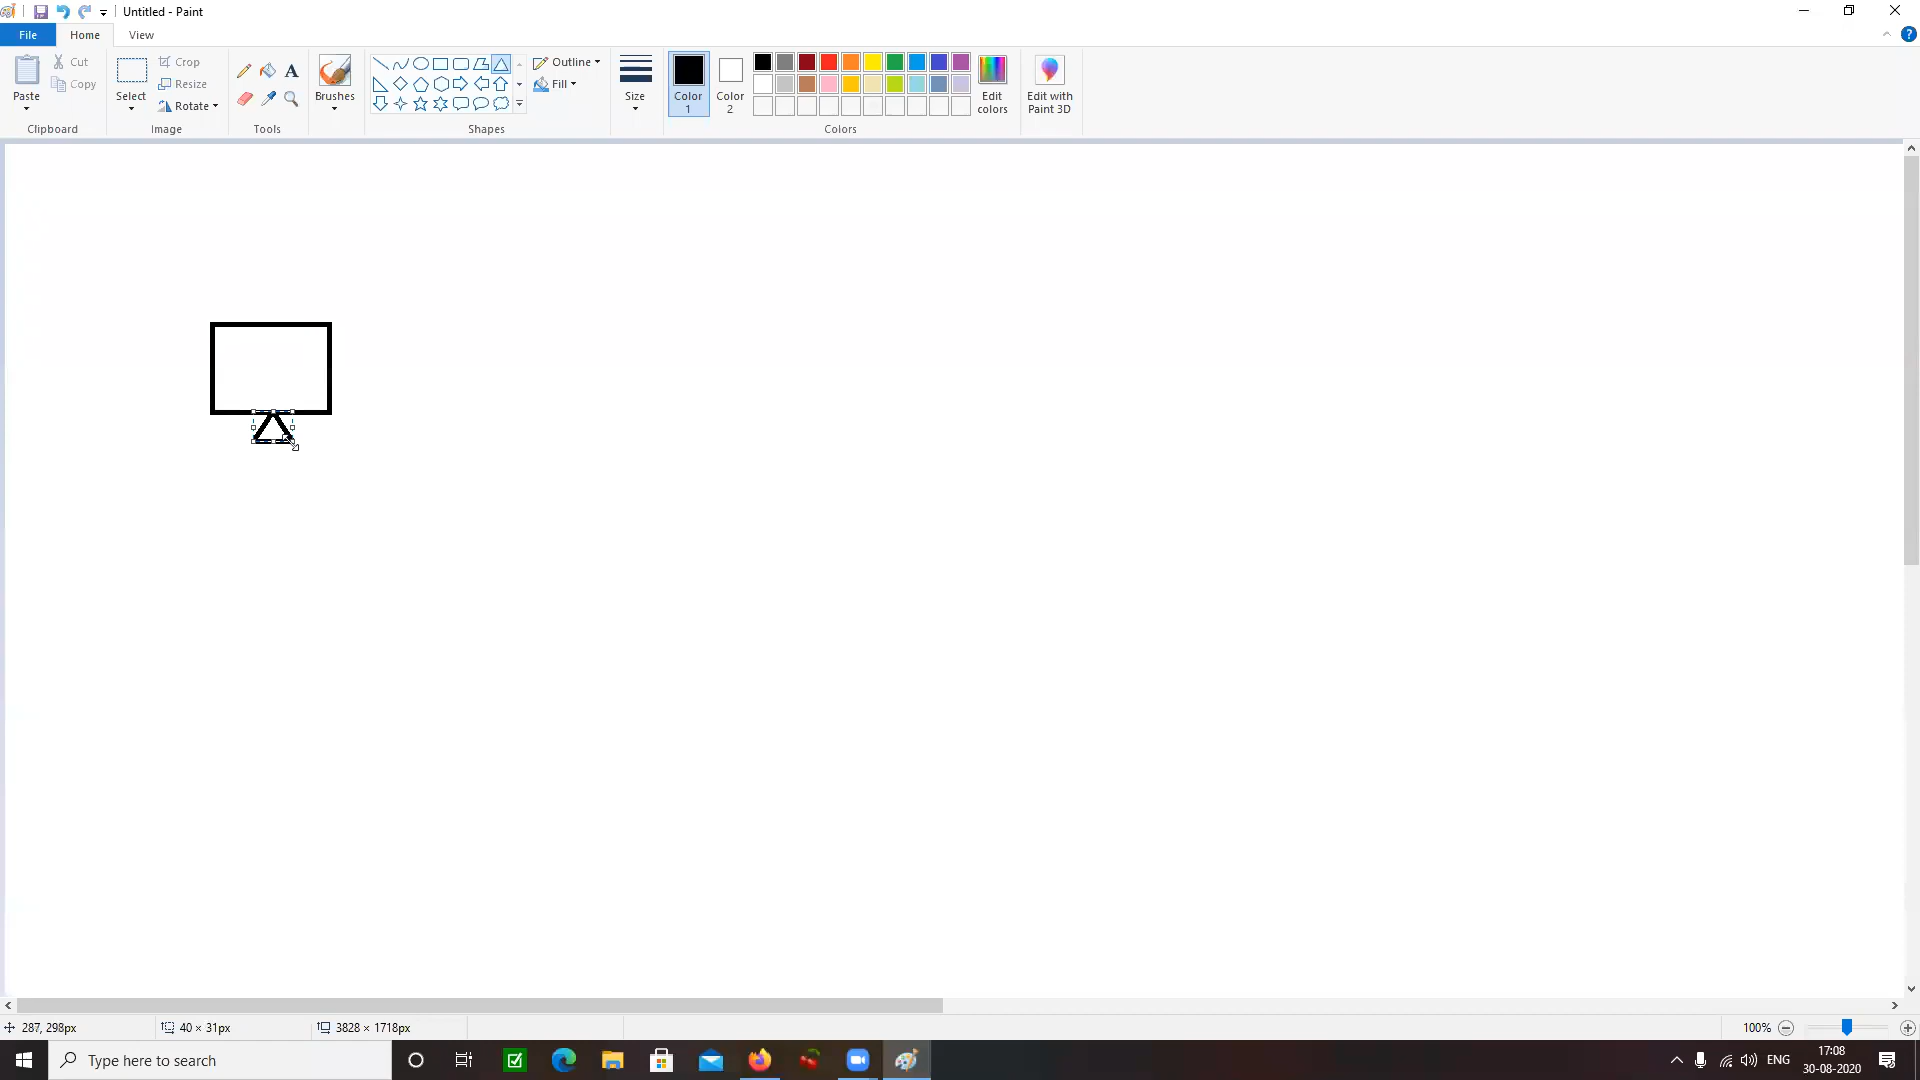 Untitled - Paint
File Home View
Paste
Cut
Copy
Clipboard
Select
Crop
Resize
Rotate
Image
A
Tools
Brushes
Shapes
Outline
Fill
Size
Color 1
Color 2
Edit colors
Colors
Edit with Paint 3D
?
287, 298px 40 × 31px 3828 × 1718px 100%
Type here to search
ENG
17:08
30-08-2020